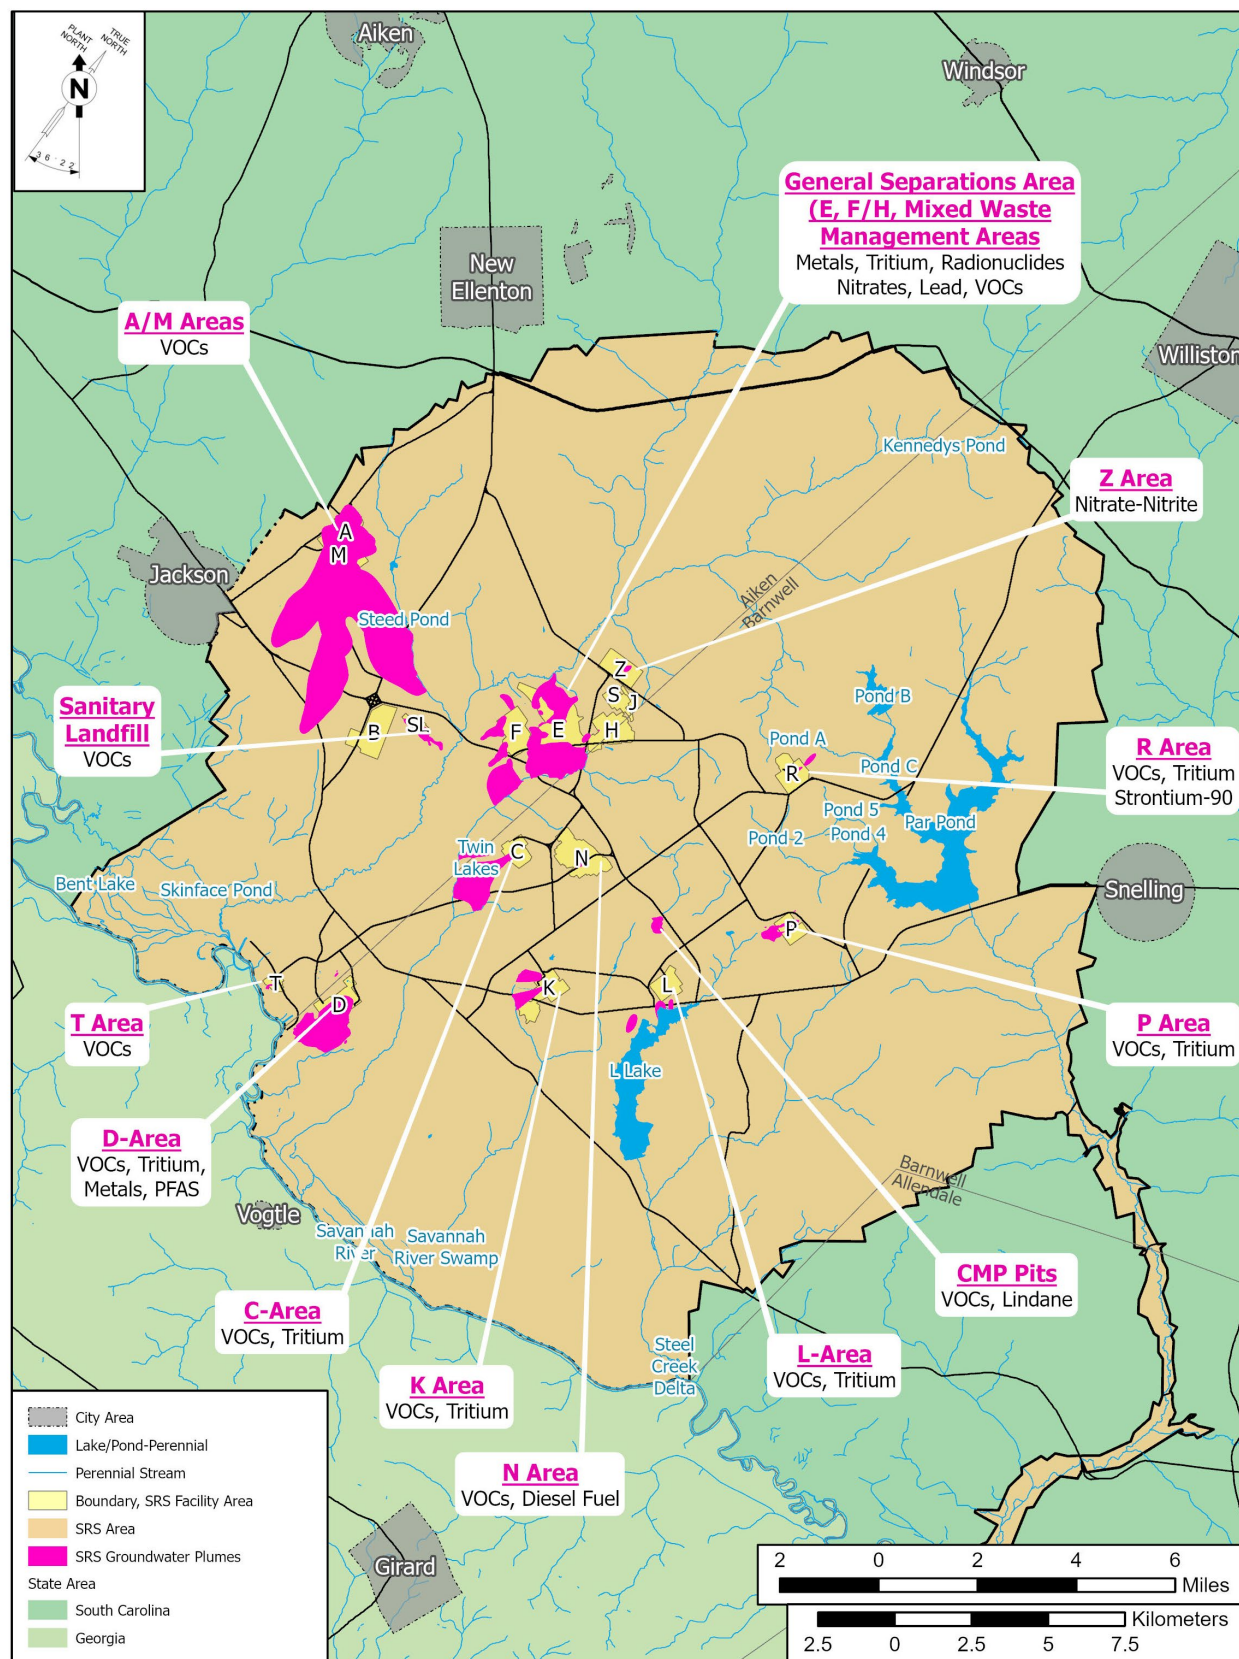 PLANT
NORTH
TRUE
NORTH
N
36.22
Aiken
Windsor
General Separations Area
(E, F/H, Mixed Waste
Management Areas
Metals, Tritium, Radionuclides
Nitrates, Lead, VOCs
New
Ellenton
A/M Areas
VOCs
Williston
Kennedys Pond
Z Area
Nitrate-Nitrite
A
M
Jackson
Aiken
Barnwell
Steed Pond
Z
S
J
Pond B
Sanitary
Landfill
VOCs
B
SL
F
E
H
Pond A
R Area
VOCs, Tritium
Strontium-90
R
Pond C
Pond 5
Pond 4
Par Pond
Pond 2
Twin
Lakes
C
N
Bent Lake
Skinface Pond
Snelling
P
T
D
K
L
T Area
VOCs
P Area
VOCs, Tritium
L Lake
D-Area
VOCs, Tritium,
Metals, PFAS
Barnwell
Allendale
Vogtle
Savannah
River
Savannah
River Swamp
CMP Pits
VOCs, Lindane
C-Area
VOCs, Tritium
Steel
Creek
Delta
L-Area
VOCs, Tritium
K Area
VOCs, Tritium
N Area
VOCs, Diesel Fuel
City Area
Lake/Pond-Perennial
Perennial Stream
Boundary, SRS Facility Area
SRS Area
SRS Groundwater Plumes
State Area
South Carolina
Georgia
Girard
2 0 2 4 6
Miles
Kilometers
2.5 0 2.5 5 7.5